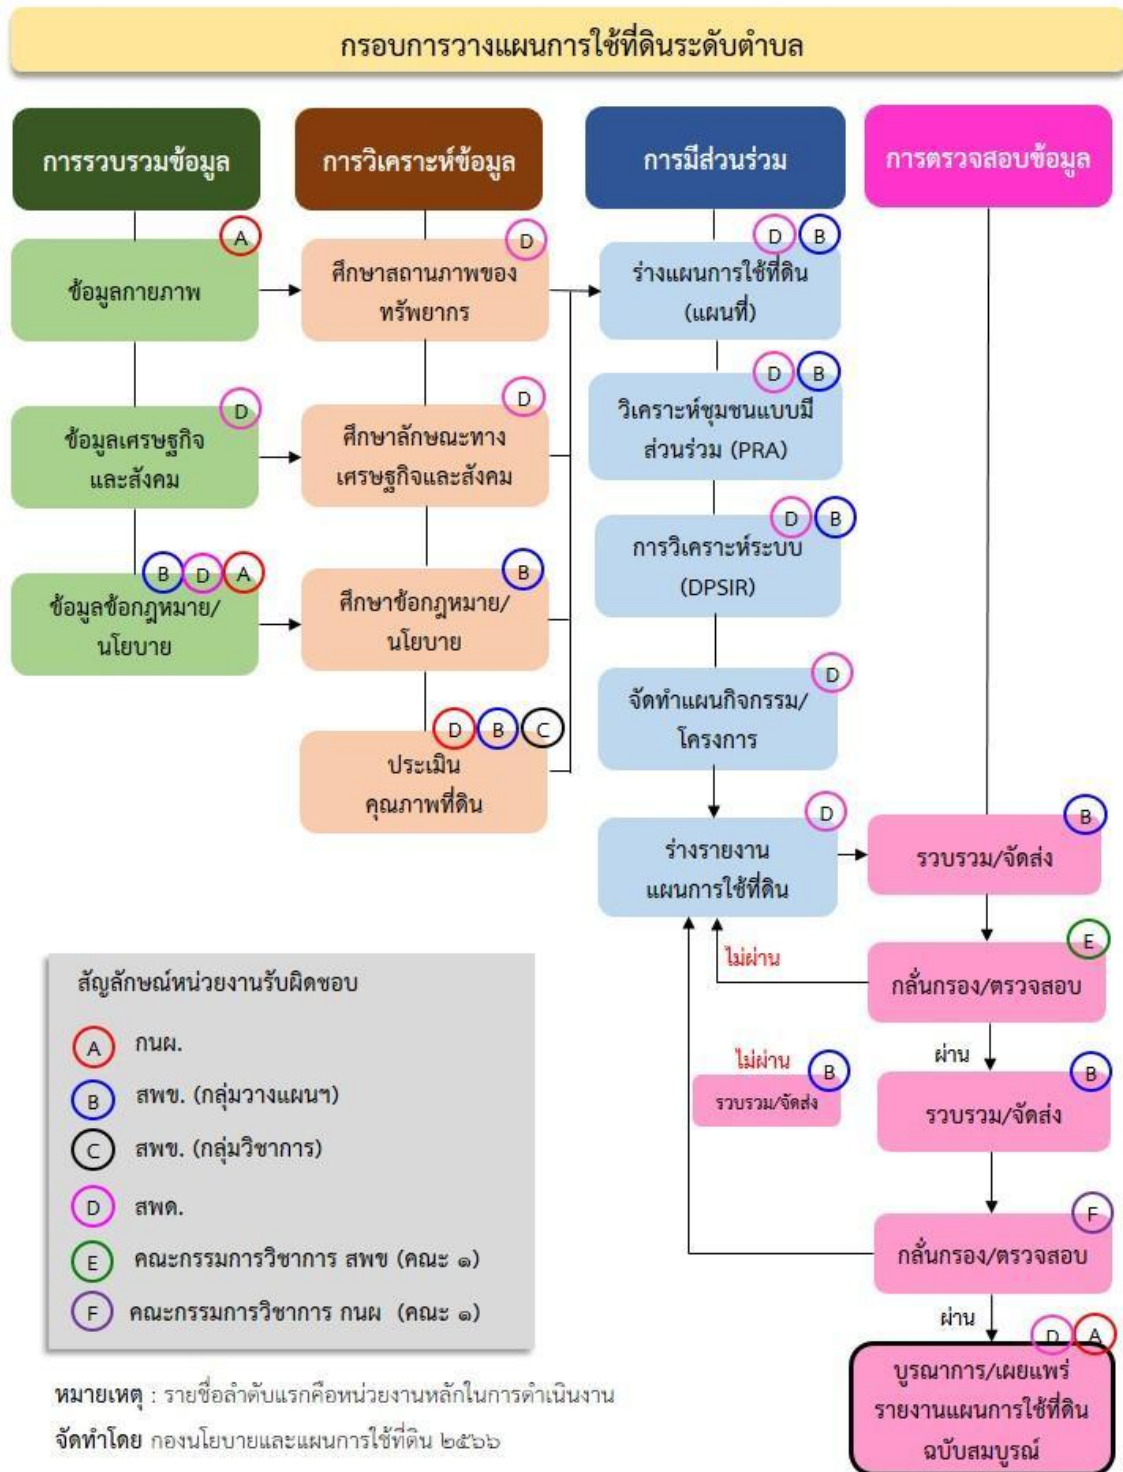 กรอบการวางแผนการใช้ที่ดินระดับตำบล
การรวบรวมข้อมูล
การวิเคราะห์ข้อมูล
การมีส่วนร่วม
การตรวจสอบข้อมูล
A
ข้อมูลกายภาพ
D
ข้อมูลเศรษฐกิจ
และสังคม
B D A
ข้อมูลข้อกฎหมาย/
นโยบาย
D
ศึกษาสถานภาพของ
ทรัพยากร
D
ศึกษาลักษณะทาง
เศรษฐกิจและสังคม
B
ศึกษาข้อกฎหมาย/
นโยบาย
D B C
ประเมิน
คุณภาพที่ดิน
D B
ร่างแผนการใช้ที่ดิน
(แผนที่)
D B
วิเคราะห์ชุมชนแบบมี
ส่วนร่วม (PRA)
D B
การวิเคราะห์ระบบ
(DPSIR)
D
จัดทำแผนกิจกรรม/
โครงการ
D
ร่างรายงาน
แผนการใช้ที่ดิน
B
รวบรวม/จัดส่ง
E
กลั่นกรอง/ตรวจสอบ
ไม่ผ่าน
ผ่าน
B
รวบรวม/จัดส่ง
ไม่ผ่าน
B
รวบรวม/จัดส่ง
F
กลั่นกรอง/ตรวจสอบ
ผ่าน
D A
บูรณาการ/เผยแพร่
รายงานแผนการใช้ที่ดิน
ฉบับสมบูรณ์
สัญลักษณ์หน่วยงานรับผิดชอบ
A กนผ.
B สพข. (กลุ่มวางแผนฯ)
C สพข. (กลุ่มวิชาการ)
D สพด.
E คณะกรรมการวิชาการ สพข (คณะ ๑)
F คณะกรรมการวิชาการ กนผ (คณะ ๑)
หมายเหตุ : รายชื่อลำดับแรกคือหน่วยงานหลักในการดำเนินงาน
จัดทำโดย กองนโยบายและแผนการใช้ที่ดิน ๒๕๖๖